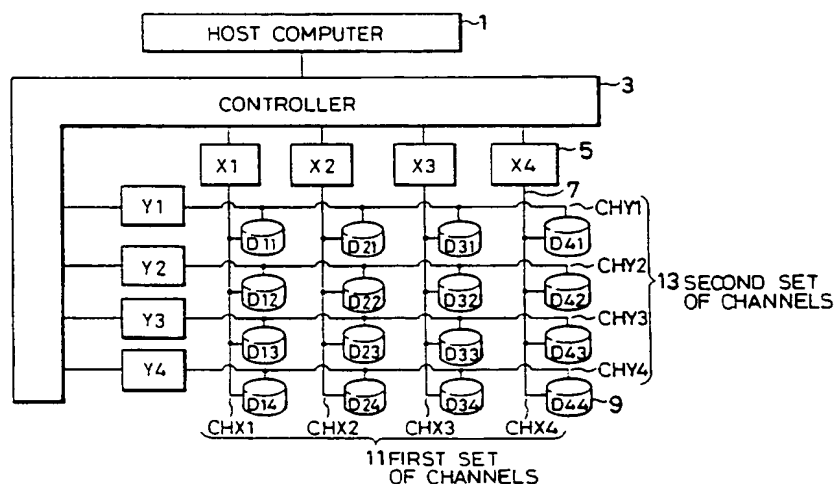 HOST COMPUTER 1
3
CONTROLLER
X1 X2 X3 X4 5
7
Y1 CHY1
D11 D21 D31 D41
Y2 CHY2
13 SECOND SET
OF CHANNELS
D12 D22 D32 D42
Y3 CHY3
D13 D23 D33 D43
Y4 CHY4
D14 D24 D34 D44 9
CHX1 CHX2 CHX3 CHX4
11 FIRST SET
OF CHANNELS